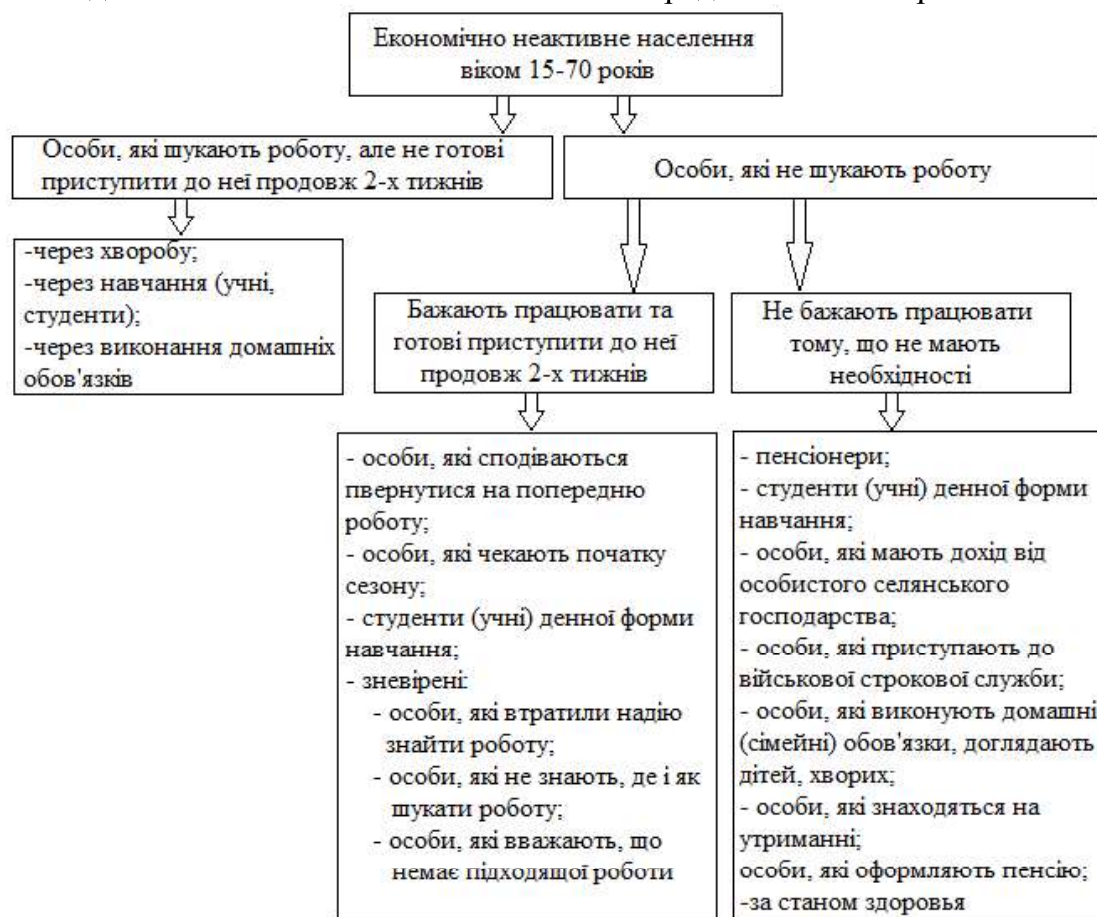 Економічно неактивне населення
віком 15-70 років
Особи, які шукають роботу, але не готові
приступити до неї продовж 2-х тижнів
Особи, які не шукають роботу
-через хворобу;
-через навчання (учні,
студенти);
-через виконання домашніх
обов'язків
Бажають працювати та
готові приступити до неї
продовж 2-х тижнів
Не бажають працювати
тому, що не мають
необхідності
- особи, які сподіваються
пвернутися на попередню
роботу;
- особи, які чекають початку
сезону;
- студенти (учні) денної форми
навчання;
- зневірені:
- особи, які втратили надію
знайти роботу;
- особи, які не знають, де і як
шукати роботу;
- особи, які вважають, що
немає підходящої роботи
- пенсіонери;
- студенти (учні) денної форми
навчання;
- особи, які мають дохід від
особистого селянського
господарства;
- особи, які приступають до
військової строкової служби;
- особи, які виконують домашні
(сімейні) обов'язки, доглядають
дітей, хворих;
- особи, які знаходяться на
утриманні;
особи, які оформляють пенсію;
-за станом здоровья